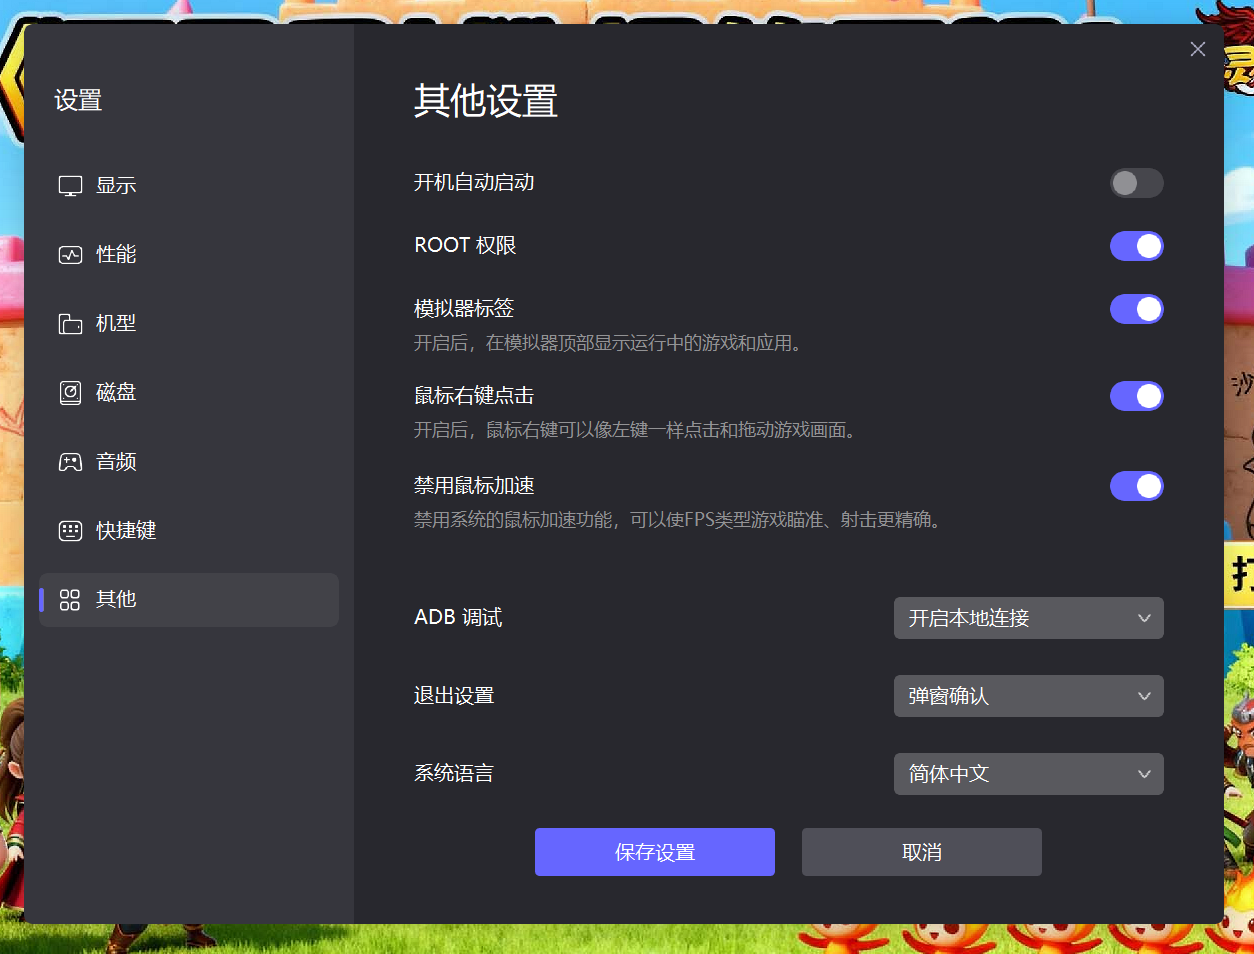 设置
显示
性能
机型
磁盘
音频
快捷键
其他
其他设置
开机自动启动
ROOT 权限
模拟器标签
开启后，在模拟器顶部显示运行中的游戏和应用。
鼠标右键点击
开启后，鼠标右键可以像左键一样点击和拖动游戏画面。
禁用鼠标加速
禁用系统的鼠标加速功能，可以使FPS类型游戏瞄准、射击更精确。
ADB 调试
开启本地连接
退出设置
弹窗确认
系统语言
简体中文
保存设置
取消
灵
沙
打